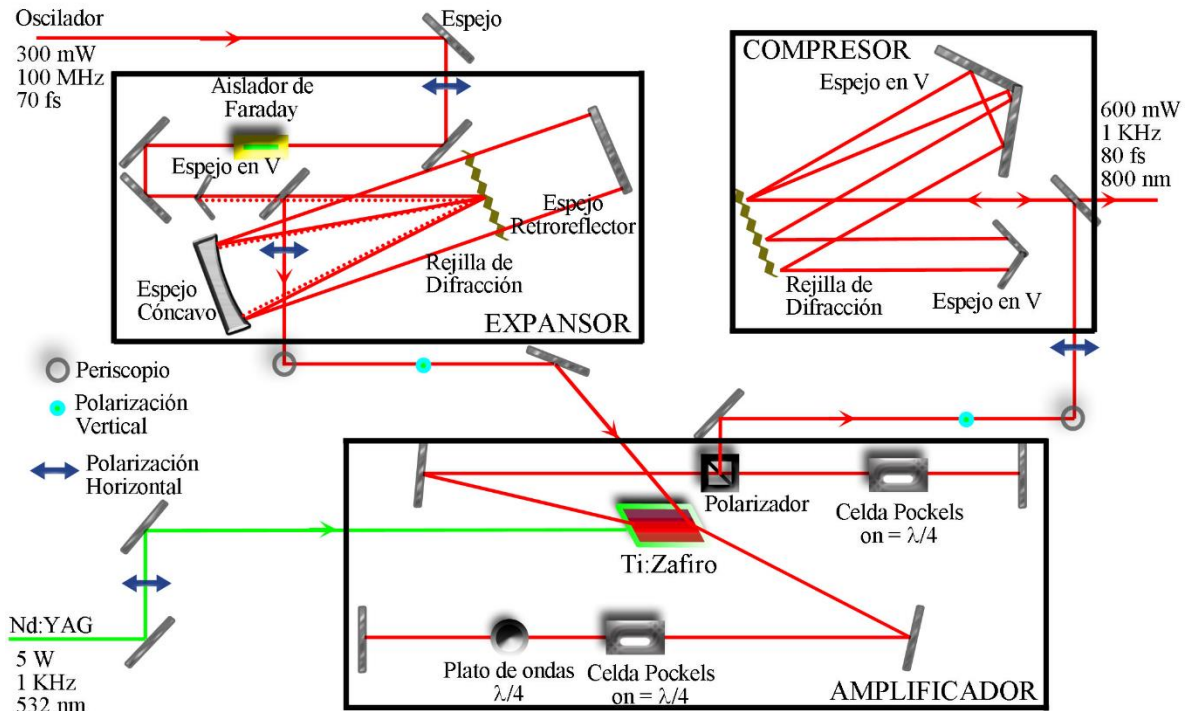 Oscilador
300 mW
100 MHz
70 fs
Espejo
Aislador de
Faraday
Espejo en V
Espejo
Retroreflector
Rejilla de
Difracción
Espejo
Cóncavo
EXPANSOR
COMPRESOR
Espejo en V
600 mW
1 KHz
80 fs
800 nm
Rejilla de
Difracción
Espejo en V
Periscopio
Polarización
Vertical
Polarización
Horizontal
Polarizador
Celda Pockels
on = λ/4
Ti:Zafiro
Nd:YAG
5 W
1 KHz
532 nm
Plato de ondas
λ/4
Celda Pockels
on = λ/4
AMPLIFICADOR